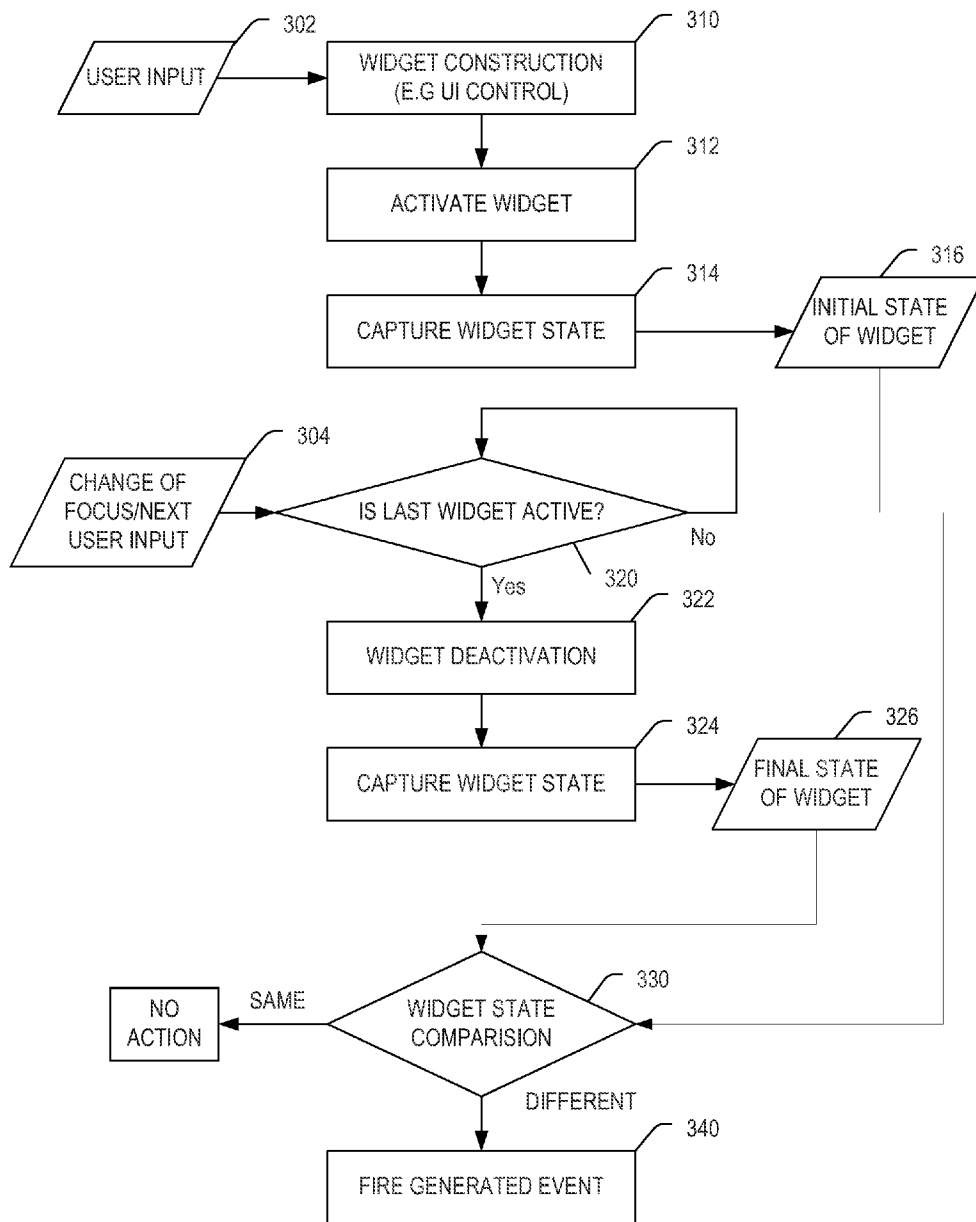 302
310
USER INPUT
WIDGET CONSTRUCTION
(E.G UI CONTROL)
312
ACTIVATE WIDGET
314
316
CAPTURE WIDGET STATE
INITIAL STATE
OF WIDGET
304
CHANGE OF
FOCUS/NEXT
USER INPUT
IS LAST WIDGET ACTIVE?
No
320
Yes
322
WIDGET DEACTIVATION
324
326
CAPTURE WIDGET STATE
FINAL STATE
OF WIDGET
330
SAME
NO
ACTION
WIDGET STATE
COMPARISION
DIFFERENT
340
FIRE GENERATED EVENT